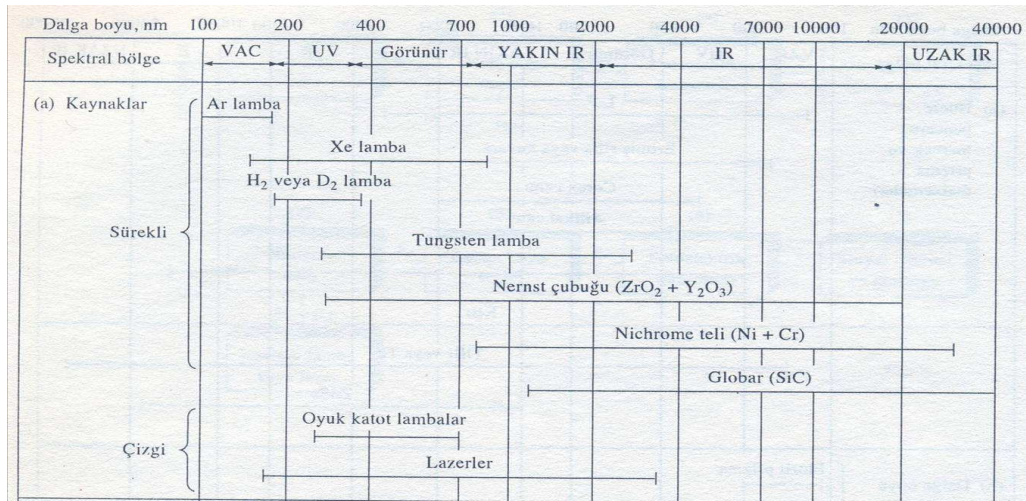 Dalga boyu, nm 100 200 400 700 1000 2000 4000 7000 10000 20000 40000
Spektral bölge VAC UV Görünür YAKIN IR IR UZAK IR
(a) Kaynaklar
Ar lamba
Xe lamba
H₂ veya D₂ lamba
Sürekli
Tungsten lamba
Nernst çubuğu (ZrO₂ + Y₂O₃)
Nichrome teli (Ni + Cr)
Globar (SiC)
Oyuk katot lambalar
Çizgi
Lazerler